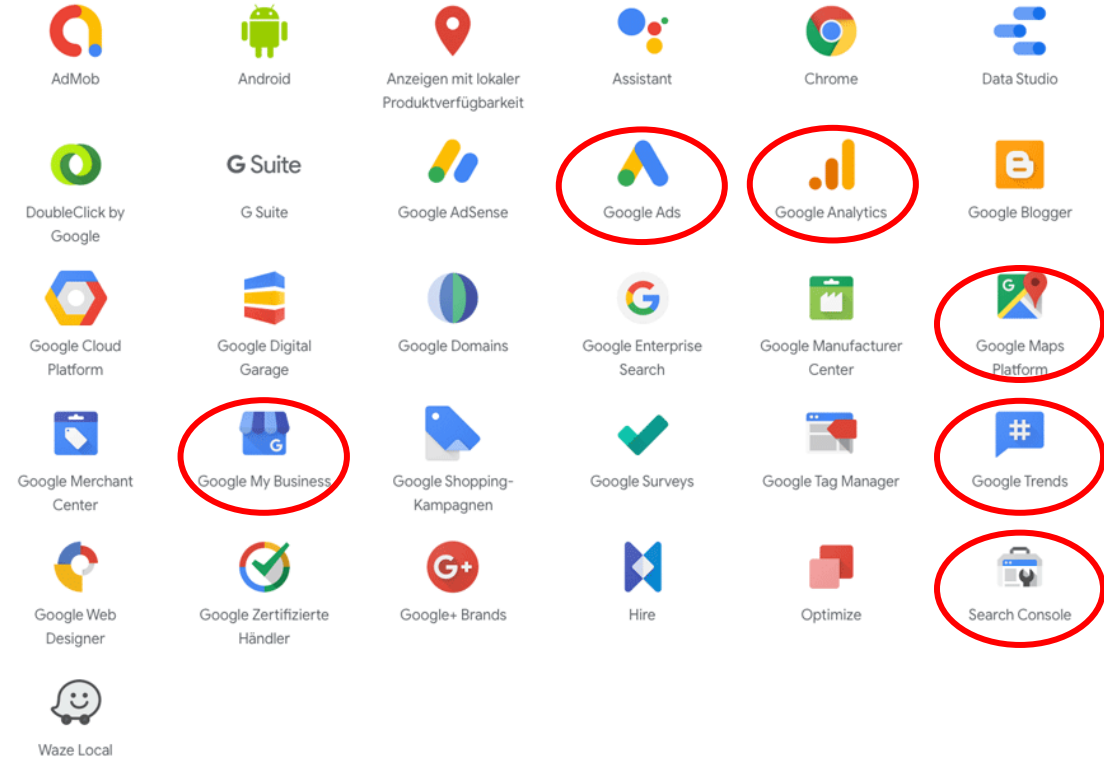 AdMob
Android
Anzeigen mit lokaler
Produktverfügbarkeit
Assistant
Chrome
Data Studio
G Suite
DoubleClick by
Google
G Suite
Google AdSense
Google Ads
Google Analytics
Google Blogger
G
G
Google Cloud
Platform
Google Digital
Garage
Google Domains
Google Enterprise
Search
Google Manufacturer
Center
Google Maps
Platform
G
#
Google Merchant
Center
Google My Business
Google Shopping-
Kampagnen
Google Surveys
Google Tag Manager
Google Trends
G+
Google Web
Designer
Google Zertifizierte
Händler
Google+ Brands
Hire
Optimize
Search Console
Waze Local